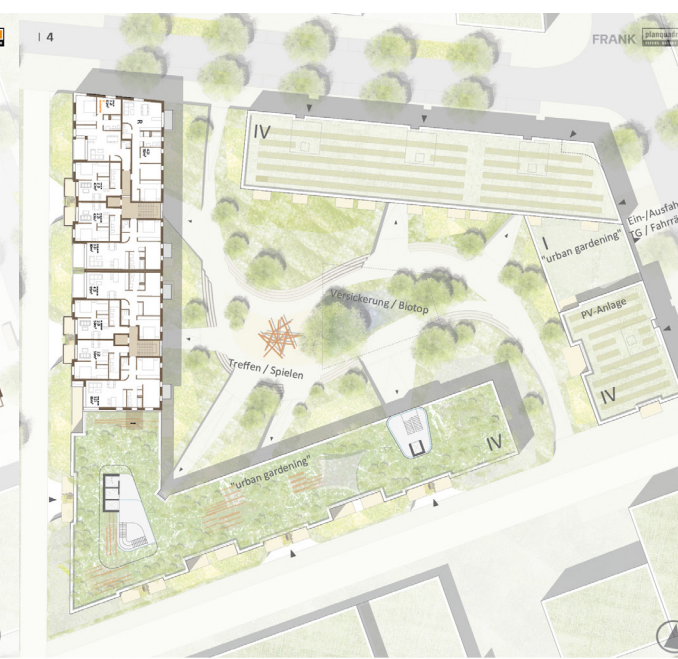 | 4
FRANK
planquadr
IV
Ein-/Ausfah
TG / Fahrrä
I
"urban gardening"
Versickerung / Biotop
PV-Anlage
Treffen / Spielen
IV
IV
"urban gardening"